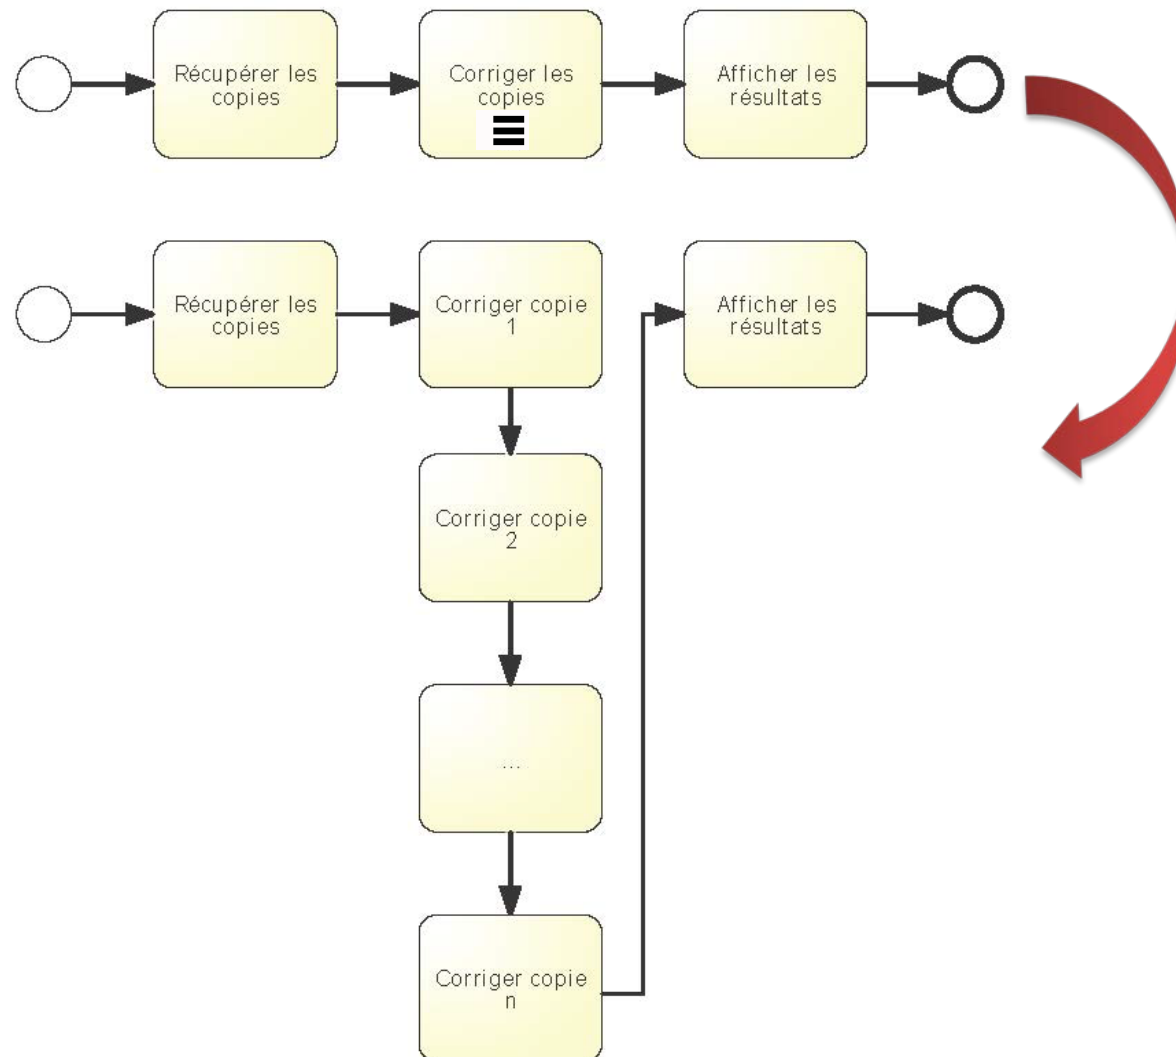 Récupérer les
copies
Corriger les
copies
Afficher les
résultats
Récupérer les
copies
Corriger copie
1
Afficher les
résultats
Corriger copie
2
...
Corriger copie
n